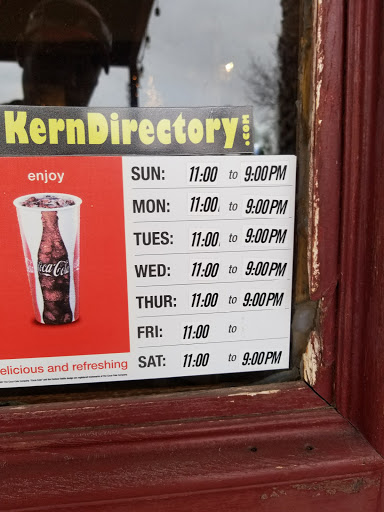 KernDirectory.com
enjoy
Coca-Cola
elicious and refreshing
SUN: 11:00 to 9:00PM
MON: 11:00 to 9:00PM
TUES: 11:00 to 9:00PM
WED: 11:00 to 9:00PM
THUR: 11:00 to 9:00PM
FRI: 11:00 to
SAT: 11:00 to 9:00PM